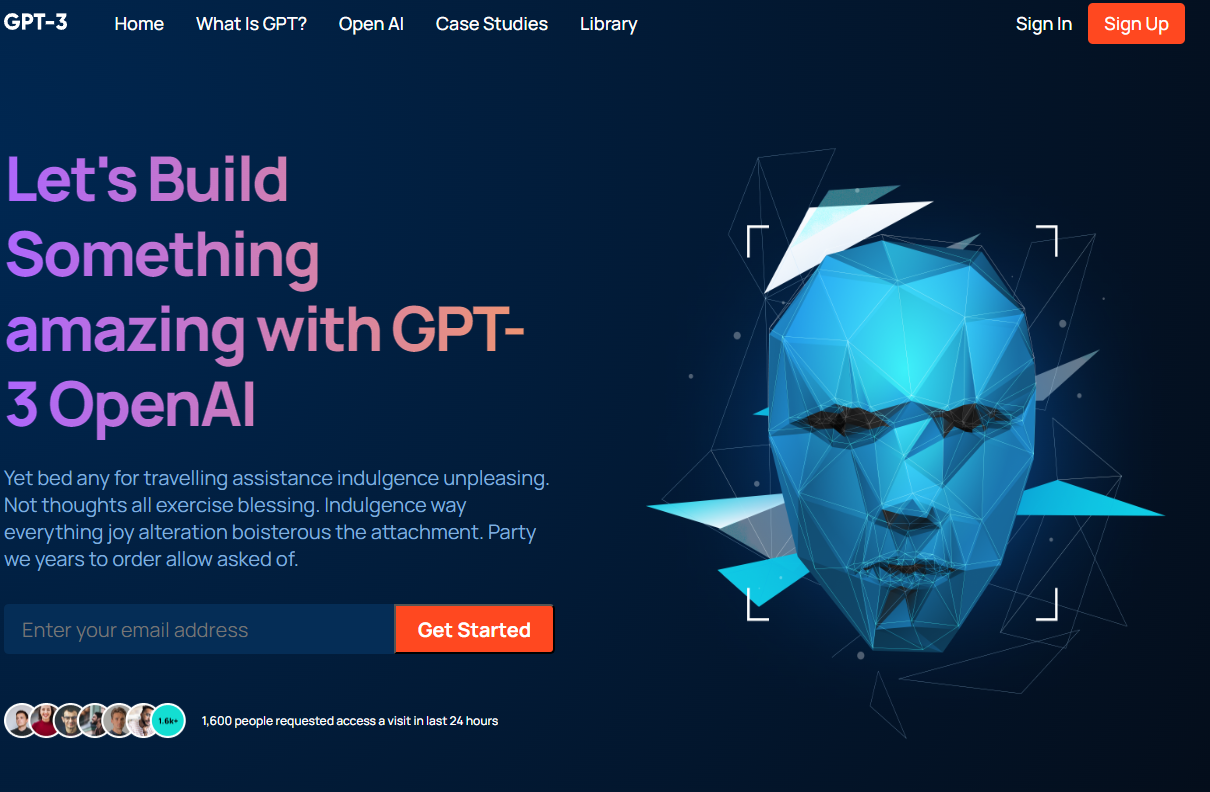 GPT-3 Home What Is GPT? Open AI Case Studies Library Sign In Sign Up
Let's Build
Something
amazing with GPT-
3 OpenAI
Yet bed any for travelling assistance indulgence unpleasing.
Not thoughts all exercise blessing. Indulgence way
everything joy alteration boisterous the attachment. Party
we years to order allow asked of.
Enter your email address Get Started
1.6k+ 1,600 people requested access a visit in last 24 hours